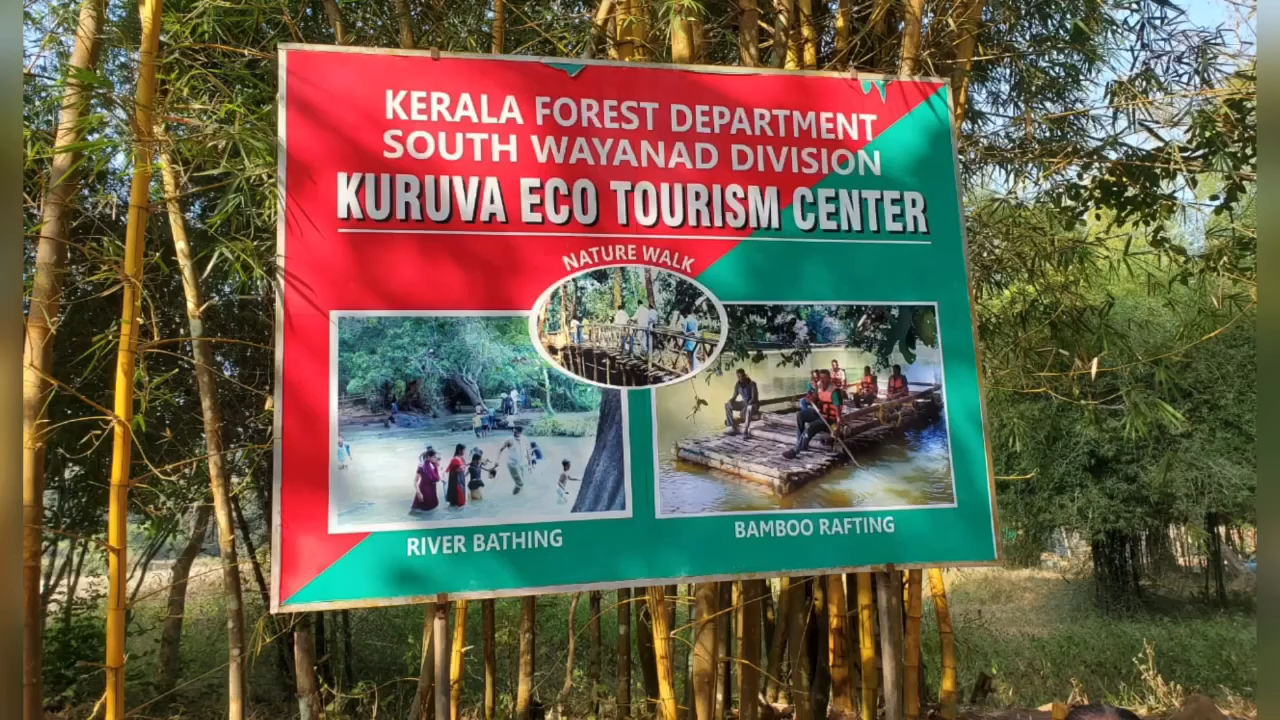 KERALA FOREST DEPARTMENT
SOUTH WAYANAD DIVISION
KURUVA ECO TOURISM CENTER
NATURE WALK
RIVER BATHING
BAMBOO RAFTING